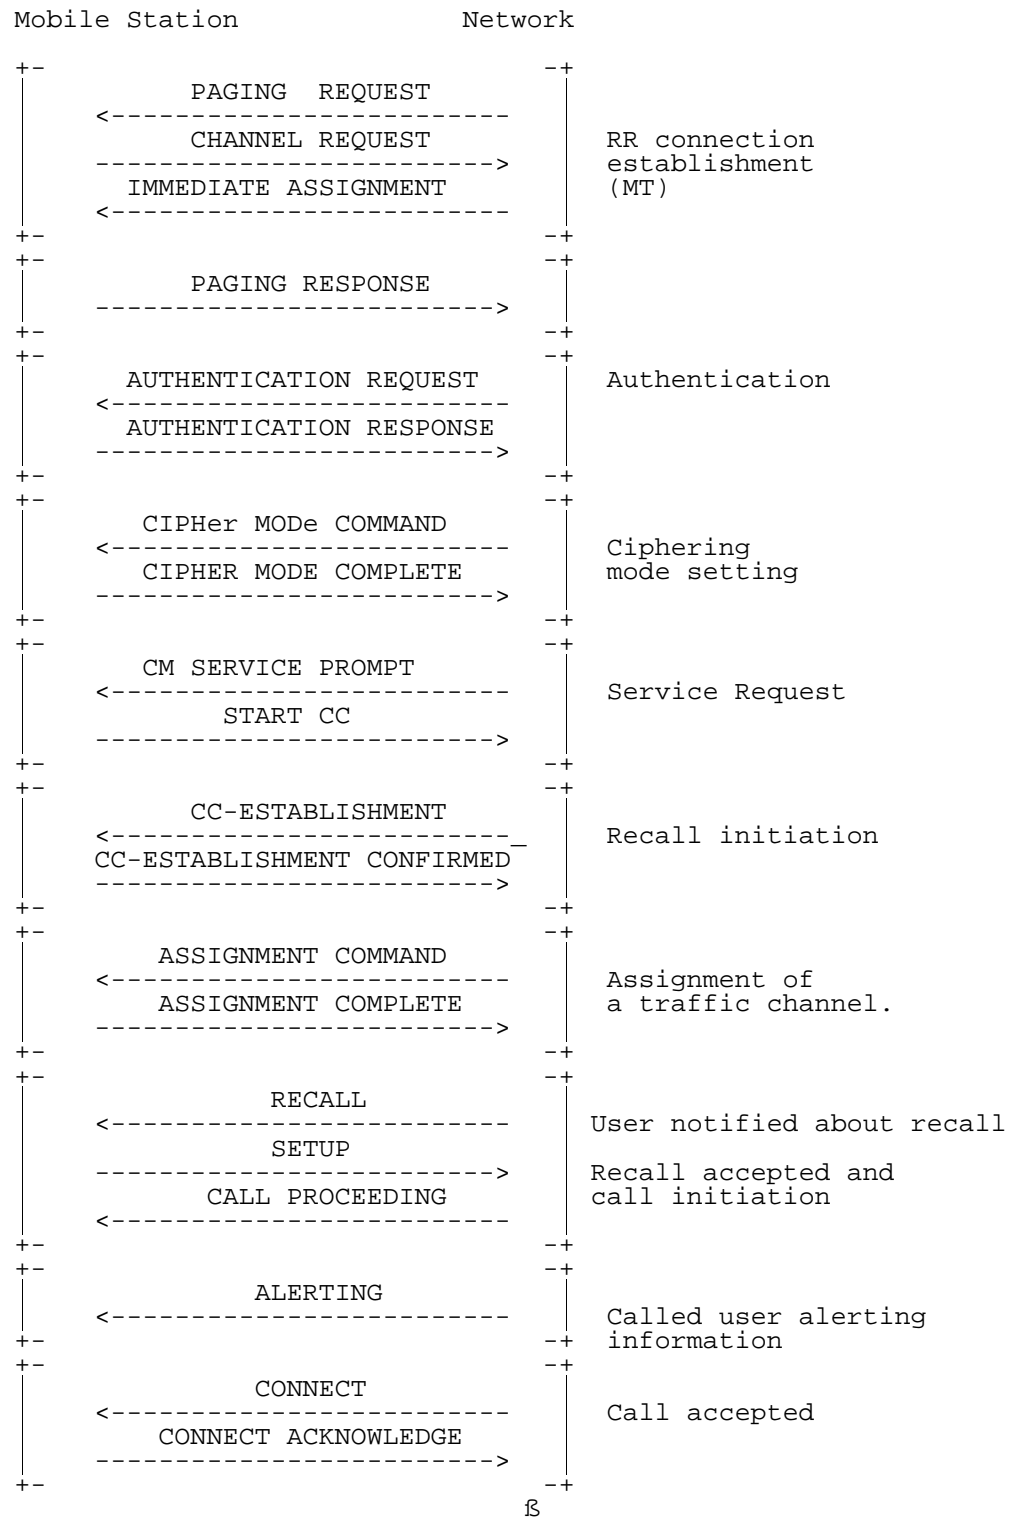 Mobile Station Network
+- -+
PAGING REQUEST
<-------------------------
CHANNEL REQUEST RR connection
-------------------------> establishment
IMMEDIATE ASSIGNMENT (MT)
<-------------------------
+- -+
+- -+
PAGING RESPONSE
------------------------->
+- -+
+- -+
AUTHENTICATION REQUEST Authentication
<-------------------------
AUTHENTICATION RESPONSE
------------------------->
+- -+
+- -+
CIPHer MODe COMMAND
<------------------------- Ciphering
CIPHER MODE COMPLETE mode setting
------------------------->
+- -+
+- -+
CM SERVICE PROMPT
<------------------------- Service Request
START CC
------------------------->
+- -+
+- -+
CC-ESTABLISHMENT
<-------------------------_ Recall initiation
CC-ESTABLISHMENT CONFIRMED
------------------------->
+- -+
+- -+
ASSIGNMENT COMMAND
<------------------------- Assignment of
ASSIGNMENT COMPLETE a traffic channel.
------------------------->
+- -+
+- -+
RECALL
<------------------------- User notified about recall
SETUP
-------------------------> Recall accepted and
CALL PROCEEDING call initiation
<-------------------------
+- -+
+- -+
ALERTING
<------------------------- Called user alerting
+- -+ information
+- -+
CONNECT
<------------------------- Call accepted
CONNECT ACKNOWLEDGE
------------------------->
+- -+
ß